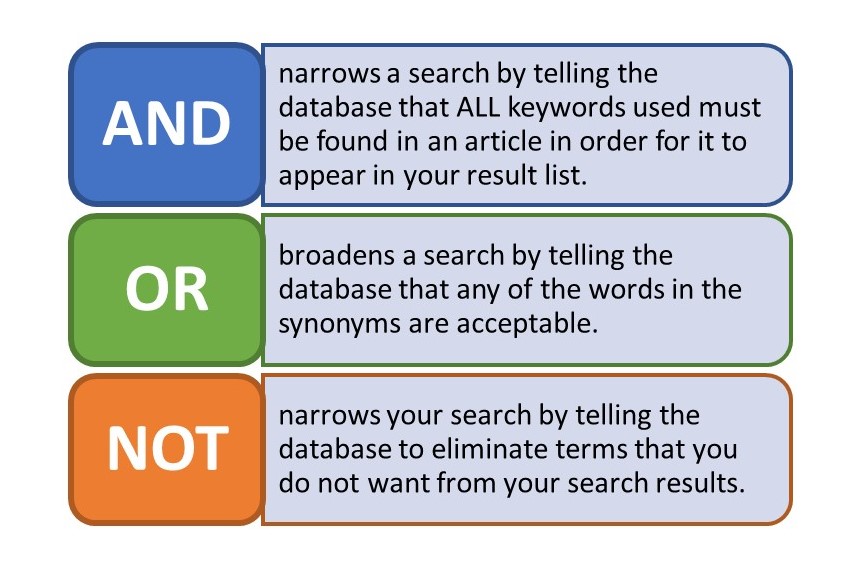 AND
narrows a search by telling the
database that ALL keywords used must
be found in an article in order for it to
appear in your result list.
OR
broadens a search by telling the
database that any of the words in the
synonyms are acceptable.
NOT
narrows your search by telling the
database to eliminate terms that you
do not want from your search results.